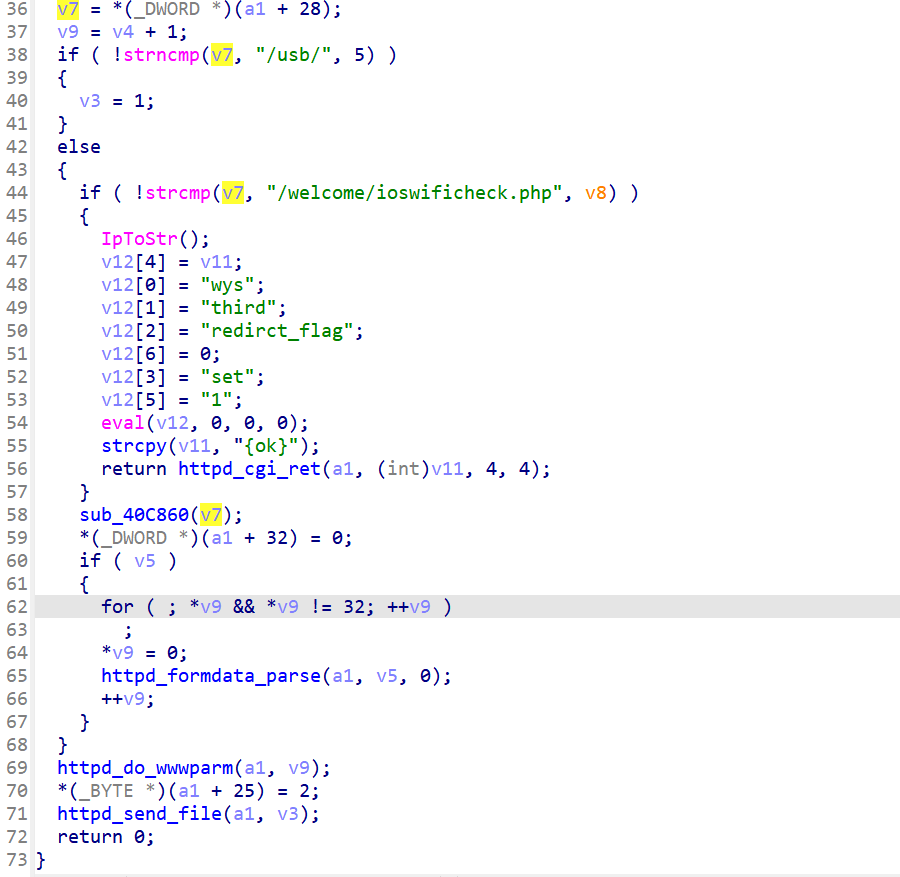 36 v7 = *(_DWORD *)(a1 + 28);
37 v9 = v4 + 1;
38 if ( !strncmp(v7, "/usb/", 5) )
39 {
40 v3 = 1;
41 }
42 else
43 {
44 if ( !strcmp(v7, "/welcome/ioswificheck.php", v8) )
45 {
46 IpToStr();
47 v12[4] = v11;
48 v12[0] = "wys";
49 v12[1] = "third";
50 v12[2] = "redirct_flag";
51 v12[6] = 0;
52 v12[3] = "set";
53 v12[5] = "1";
54 eval(v12, 0, 0, 0);
55 strcpy(v11, "{ok}");
56 return httpd_cgi_ret(a1, (int)v11, 4, 4);
57 }
58 sub_40C860(v7);
59 *(_DWORD *)(a1 + 32) = 0;
60 if ( v5 )
61 {
62 for ( ; *v9 && *v9 != 32; ++v9 )
63 ;
64 *v9 = 0;
65 httpd_formdata_parse(a1, v5, 0);
66 ++v9;
67 }
68 }
69 httpd_do_wwwparm(a1, v9);
70 *(_BYTE *)(a1 + 25) = 2;
71 httpd_send_file(a1, v3);
72 return 0;
73 }